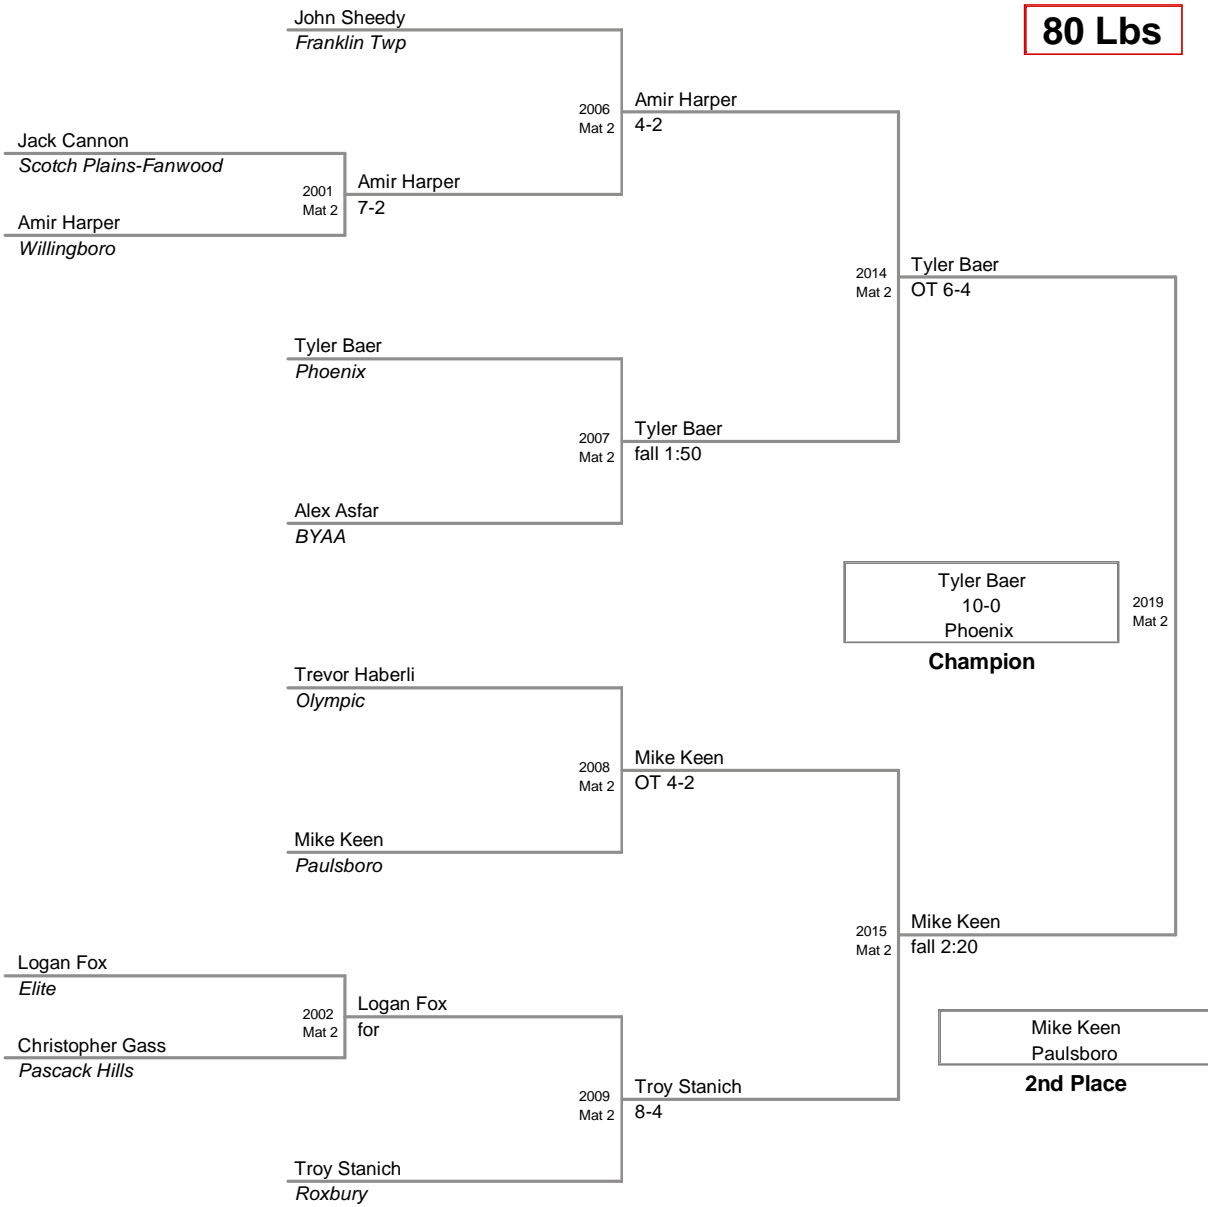 John Sheedy
Franklin Twp
80 Lbs
2006
Mat 2
Amir Harper
4-2
Jack Cannon
Scotch Plains-Fanwood
2001
Mat 2
Amir Harper
7-2
Amir Harper
Willingboro
2014
Mat 2
Tyler Baer
OT 6-4
Tyler Baer
Phoenix
2007
Mat 2
Tyler Baer
fall 1:50
Alex Asfar
BYAA
Tyler Baer
10-0
Phoenix
Champion
2019
Mat 2
Trevor Haberli
Olympic
2008
Mat 2
Mike Keen
OT 4-2
Mike Keen
Paulsboro
2015
Mat 2
Mike Keen
fall 2:20
Logan Fox
Elite
2002
Mat 2
Logan Fox
for
Christopher Gass
Pascack Hills
Mike Keen
Paulsboro
2nd Place
2009
Mat 2
Troy Stanich
8-4
Troy Stanich
Roxbury